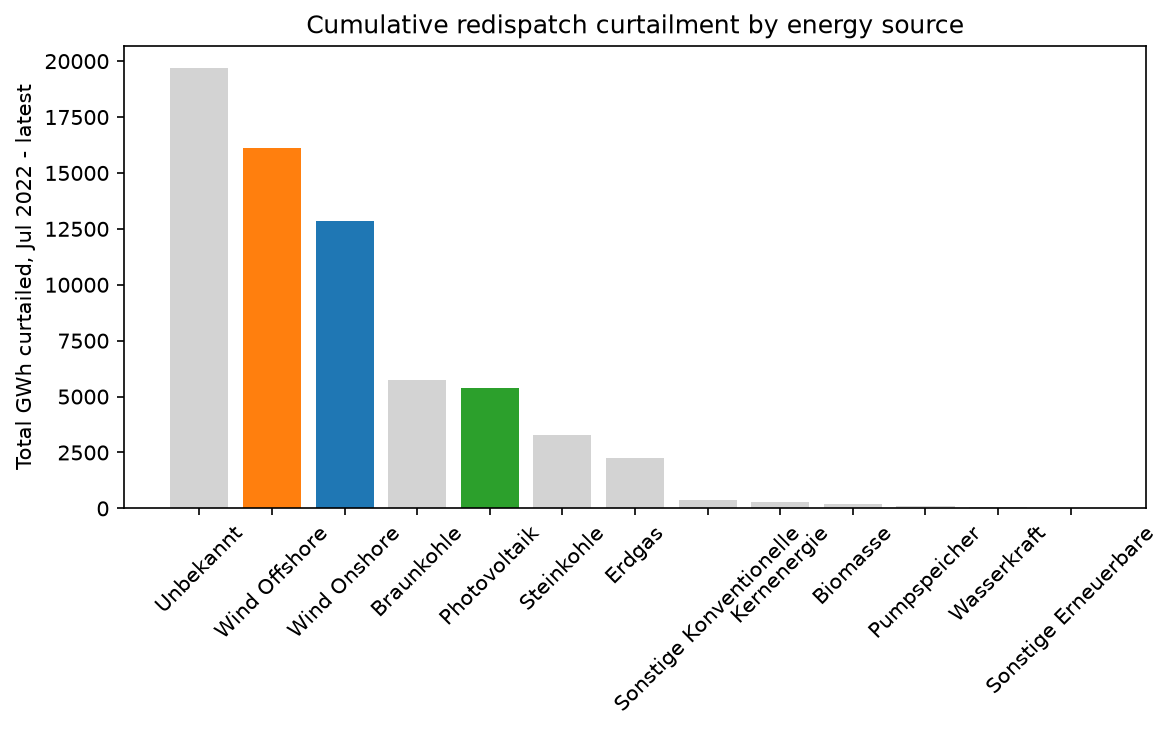 Cumulative redispatch curtailment by energy source
Total GWh curtailed, Jul 2022 - latest
20000
17500
15000
12500
10000
7500
5000
2500
0
Unbekannt
Wind Offshore
Wind Onshore
Braunkohle
Photovoltaik
Steinkohle
Erdgas
Sonstige Konventionelle
Kernenergie
Biomasse
Pumpspeicher
Wasserkraft
Sonstige Erneuerbare